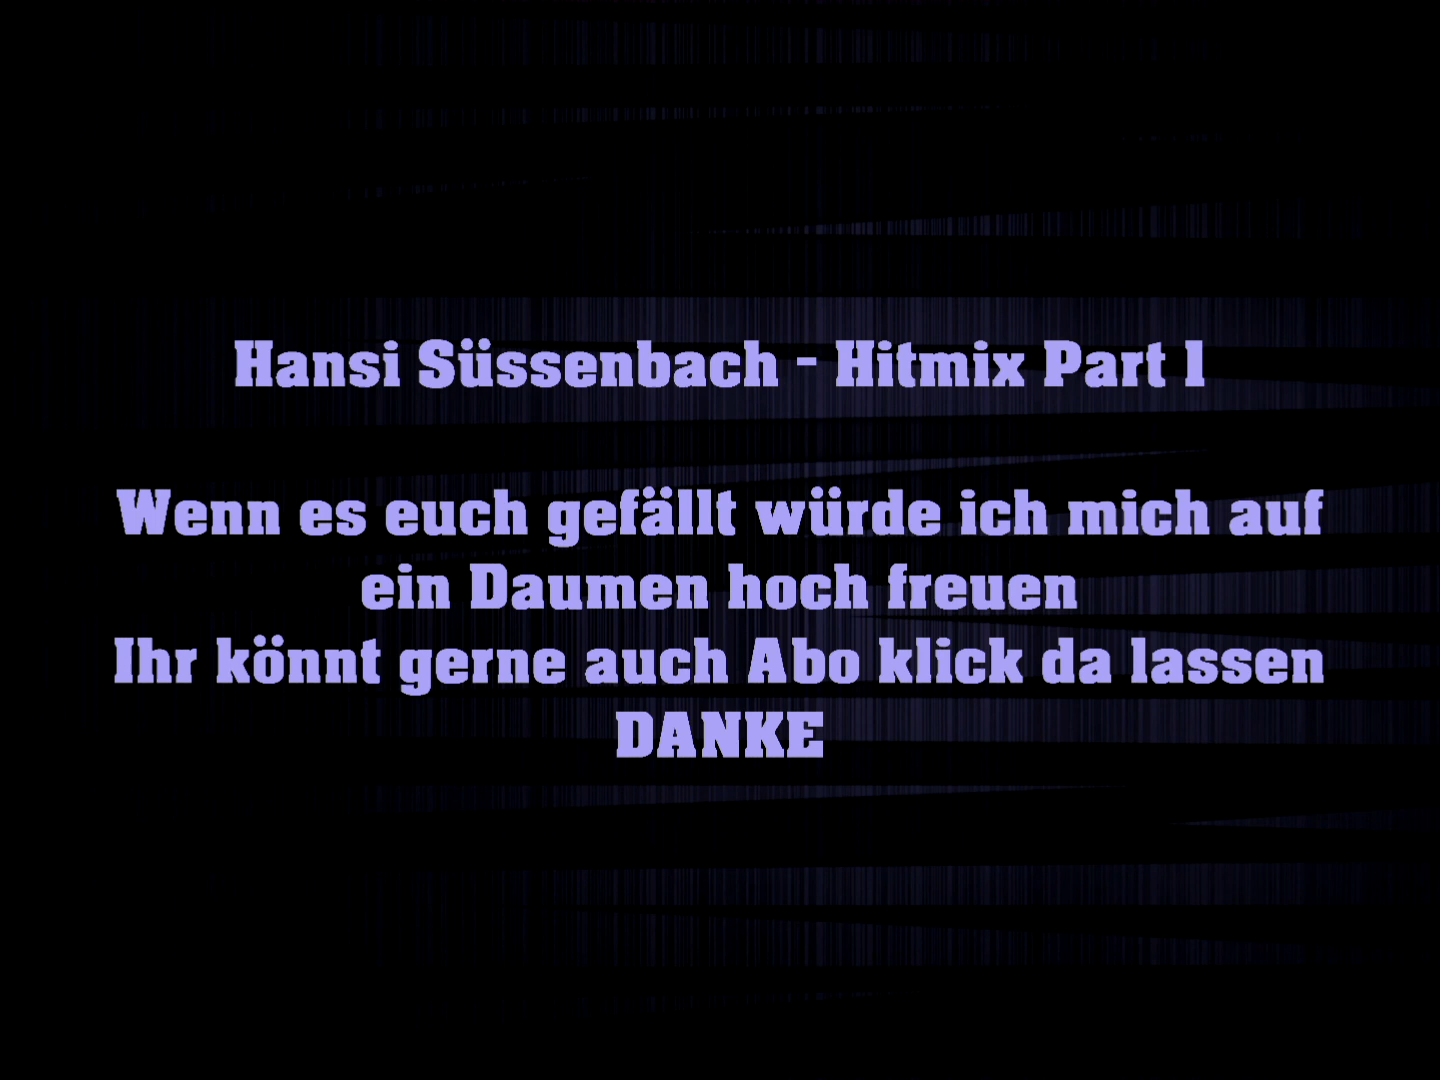 Hansi Süssenbach - Hitmix Part 1
Wenn es euch gefällt würde ich mich auf
ein Daumen hoch freuen
Ihr könnt gerne auch Abo klick da lassen
DANKE